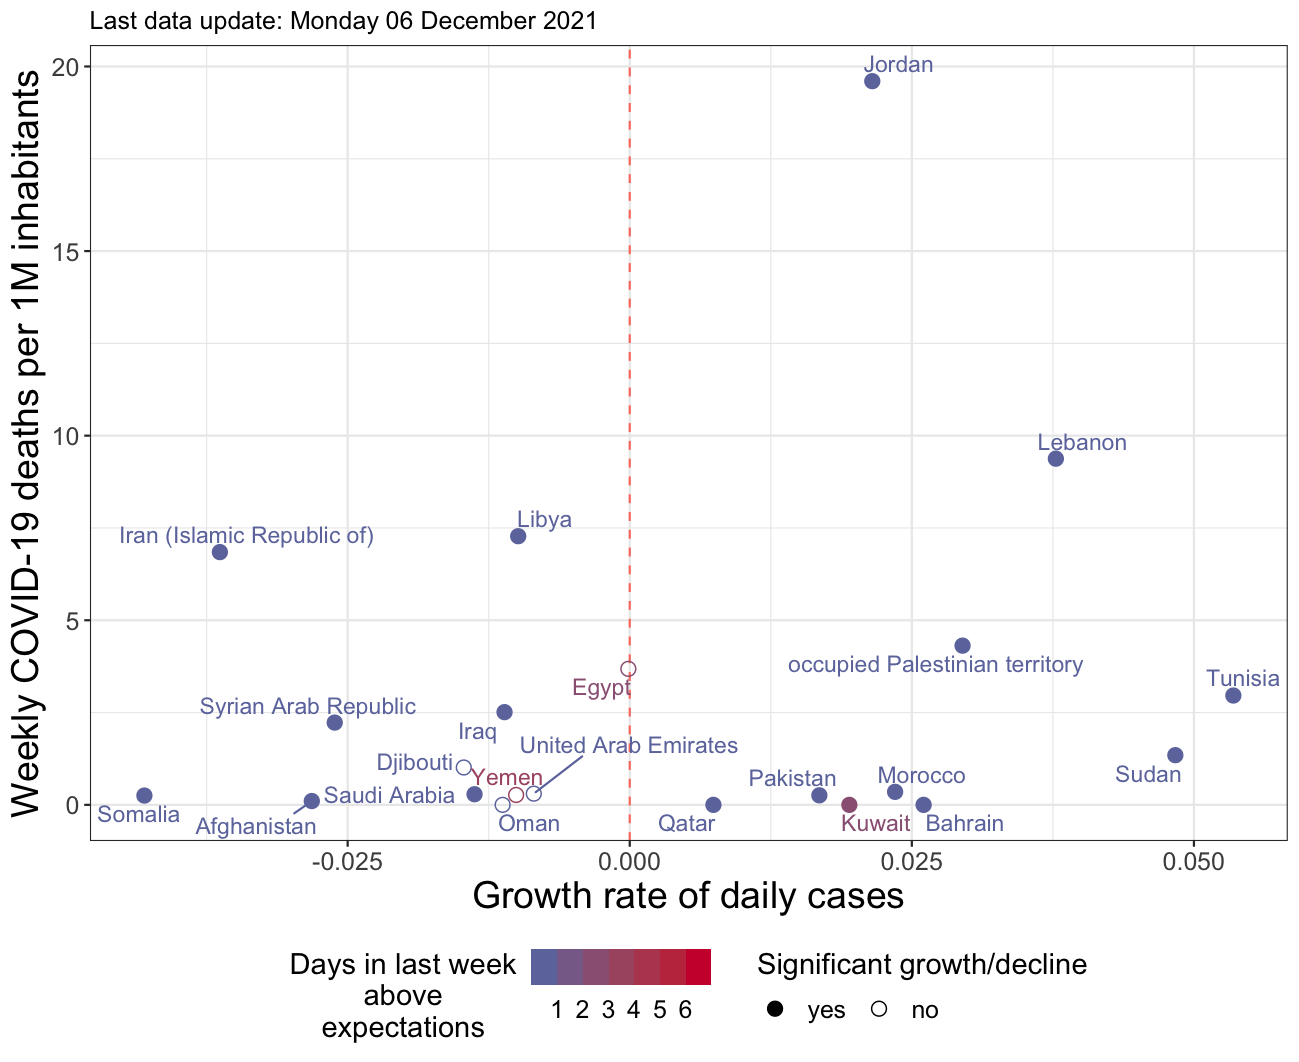 Last data update: Monday 06 December 2021
Weekly COVID-19 deaths per 1M inhabitants
20
15
10
5
0
Jordan
Lebanon
Libya
Iran (Islamic Republic of)
occupied Palestinian territory
Tunisia
Egypt
Syrian Arab Republic
Iraq
United Arab Emirates
Djibouti
Yemen
Sudan
Pakistan
Morocco
Saudi Arabia
Somalia
Afghanistan
Oman
Qatar
Kuwait
Bahrain
-0.025
0.000
0.025
0.050
Growth rate of daily cases
Days in last week
above
expectations
1 2 3 4 5 6
Significant growth/decline
yes
no